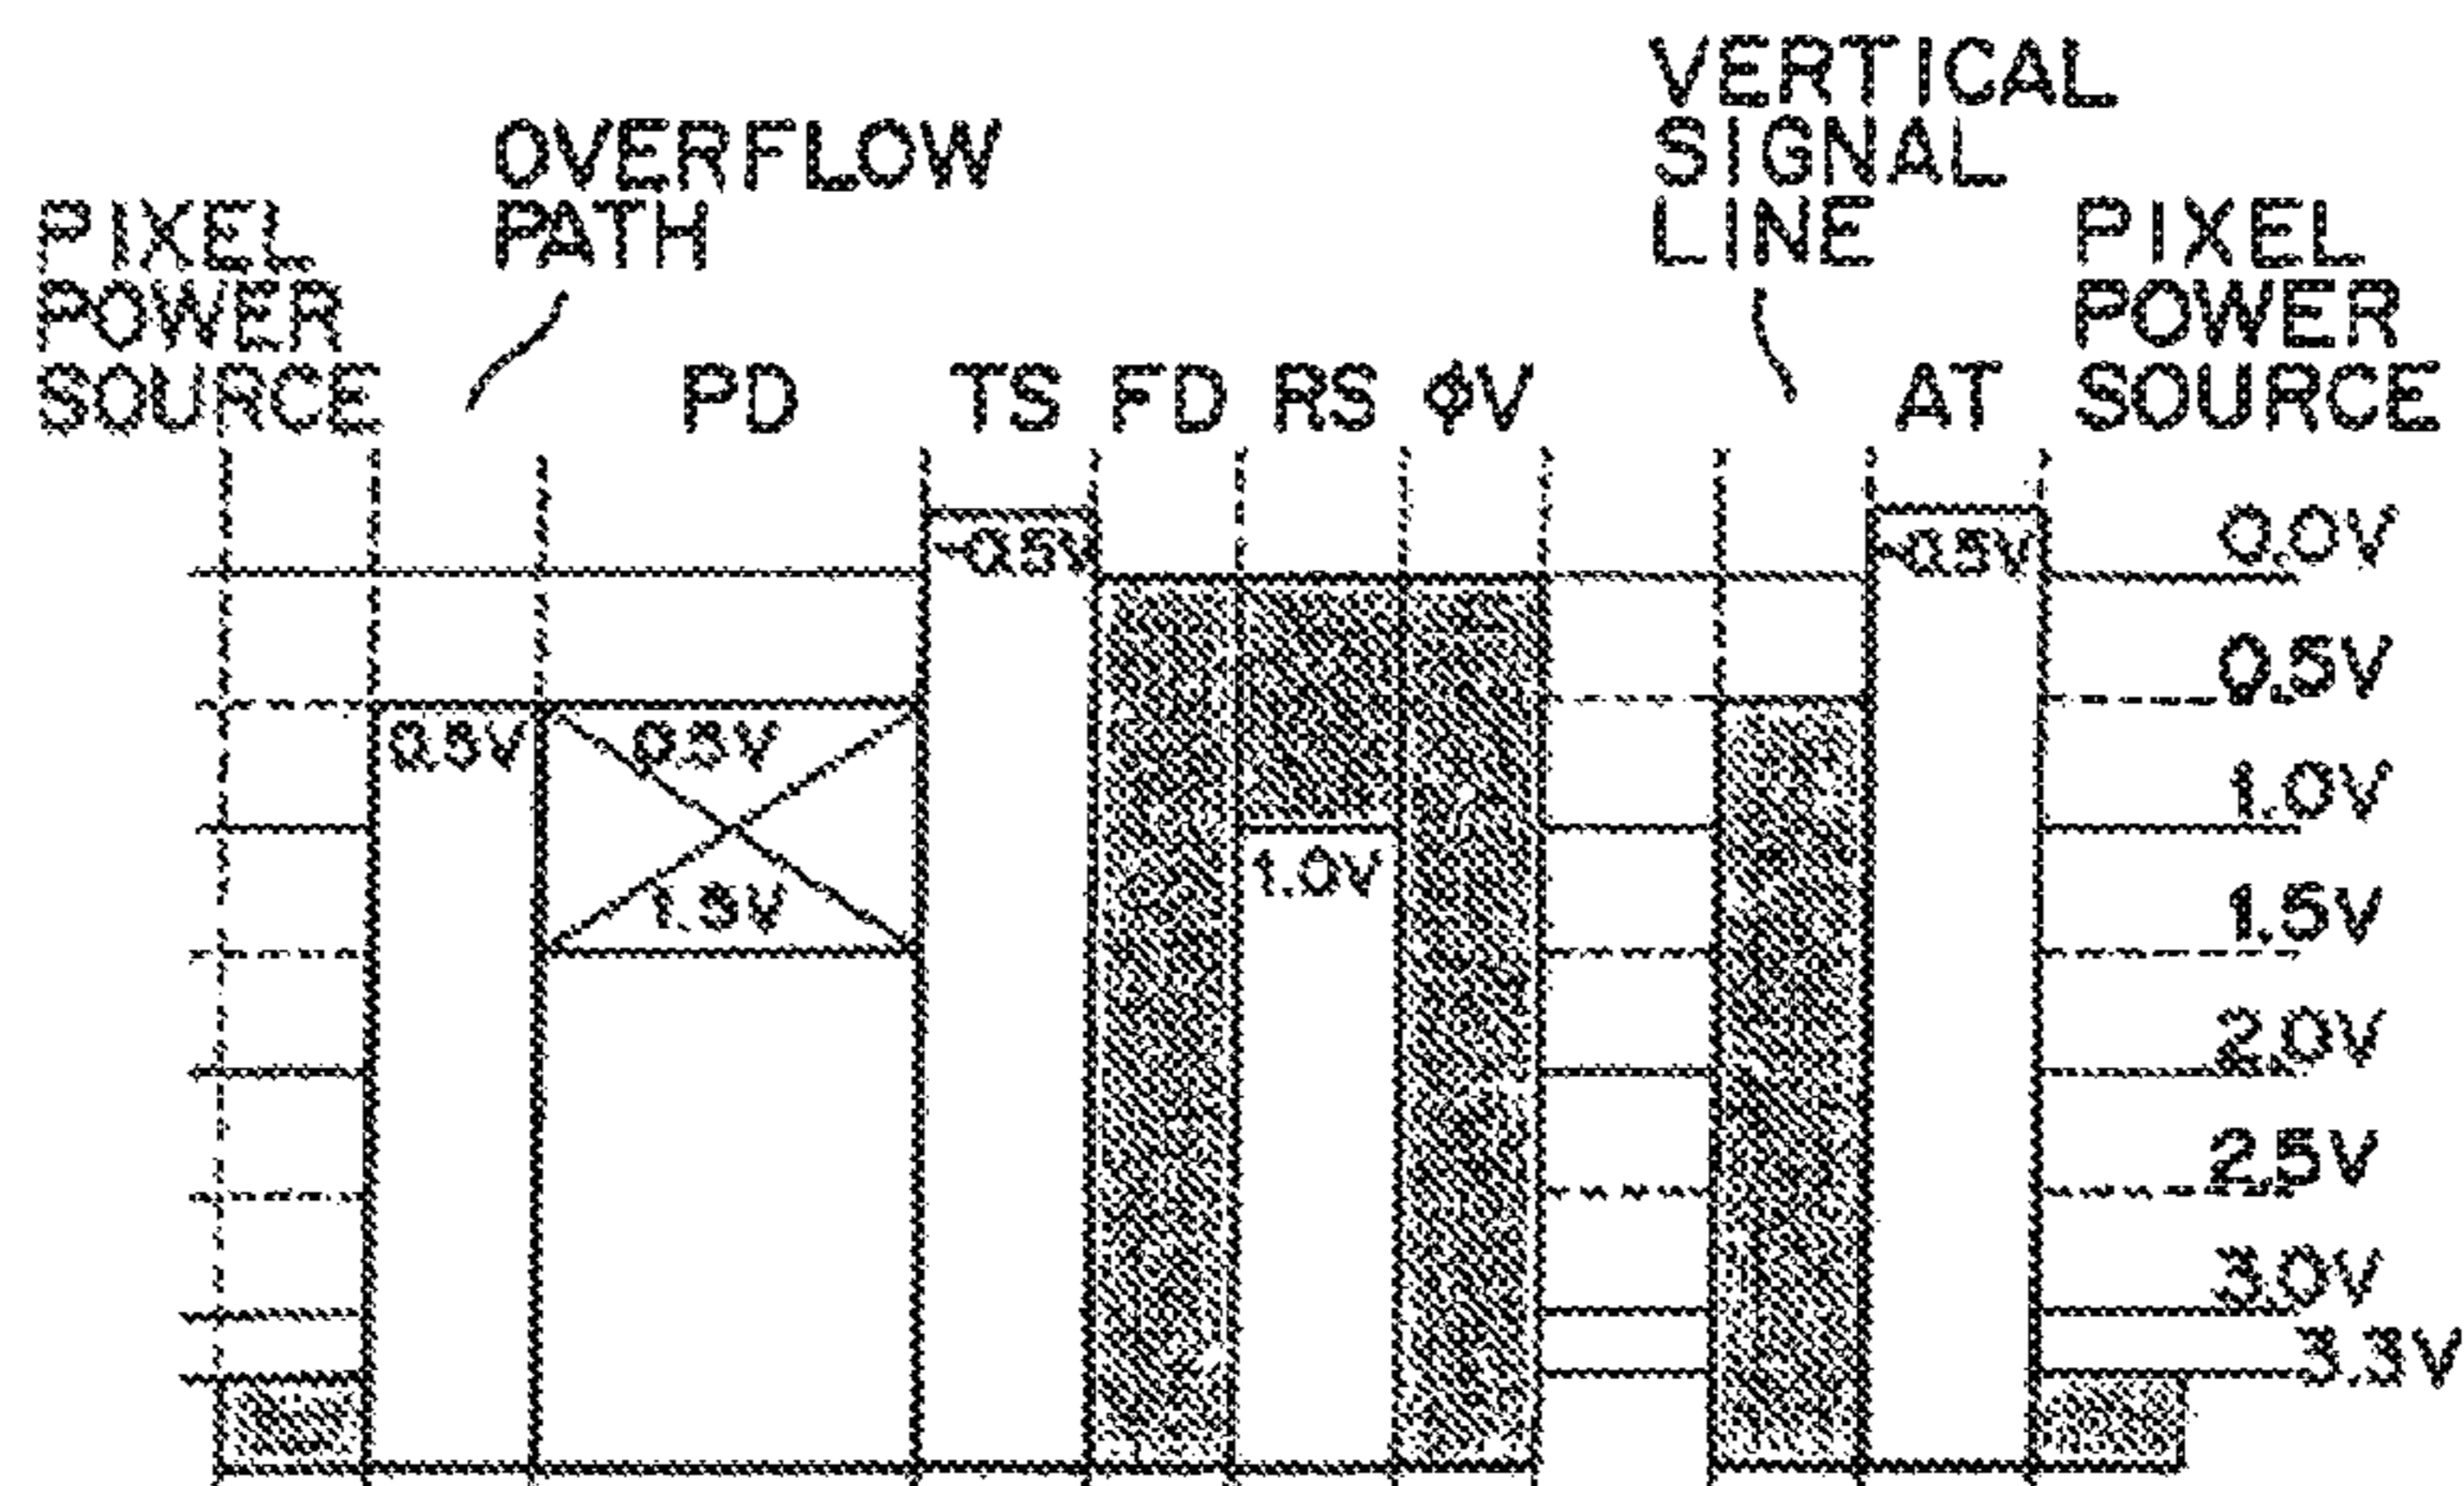 PIXEL
POWER
SOURCE
OVERFLOW
PATH
PD
TS
FD
RS
ϕV
VERTICAL
SIGNAL
LINE
AT
PIXEL
POWER
SOURCE
-0.5V
-0.5V
0.0V
0.5V
0.5V
0.5V
1.0V
1.0V
1.5V
1.5V
2.0V
2.5V
3.0V
3.3V